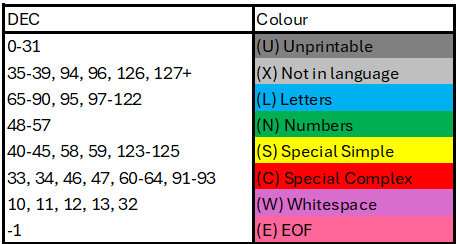 DEC Colour
0-31 (U) Unprintable
35-39, 94, 96, 126, 127+ (X) Not in language
65-90, 95, 97-122 (L) Letters
48-57 (N) Numbers
40-45, 58, 59, 123-125 (S) Special Simple
33, 34, 46, 47, 60-64, 91-93 (C) Special Complex
10, 11, 12, 13, 32 (W) Whitespace
-1 (E) EOF